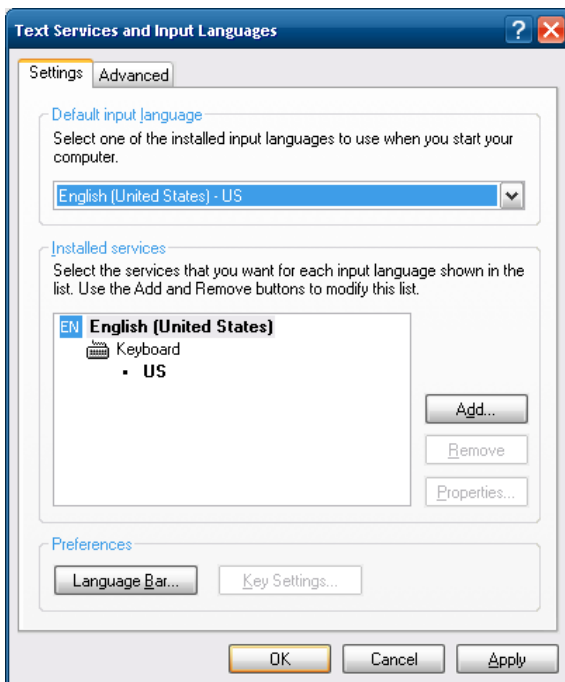 Text Services and Input Languages
Settings Advanced
Default input language
Select one of the installed input languages to use when you start your
computer.
English (United States) - US
Installed services
Select the services that you want for each input language shown in the
list. Use the Add and Remove buttons to modify this list.
EN English (United States)
Keyboard
• US
Add...
Remove
Properties...
Preferences
Language Bar... Key Settings...
OK Cancel Apply